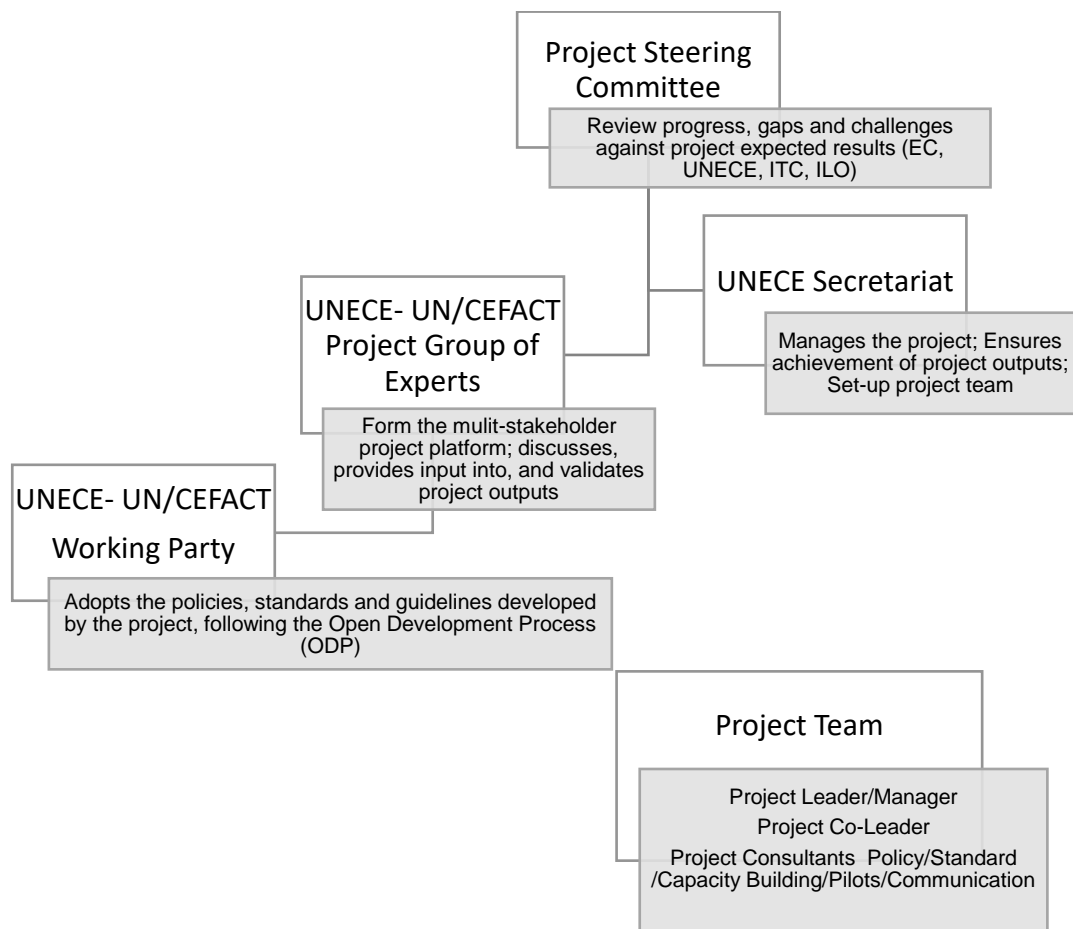 Project Steering
Committee
Review progress, gaps and challenges
against project expected results (EC,
UNECE, ITC, ILO)
UNECE Secretariat
Manages the project; Ensures
achievement of project outputs;
Set-up project team
UNECE- UN/CEFACT
Project Group of
Experts
Form the mulit-stakeholder
project platform; discusses,
provides input into, and validates
project outputs
UNECE- UN/CEFACT
Working Party
Adopts the policies, standards and guidelines developed
by the project, following the Open Development Process
(ODP)
Project Team
Project Leader/Manager
Project Co-Leader
Project Consultants Policy/Standard
/Capacity Building/Pilots/Communication